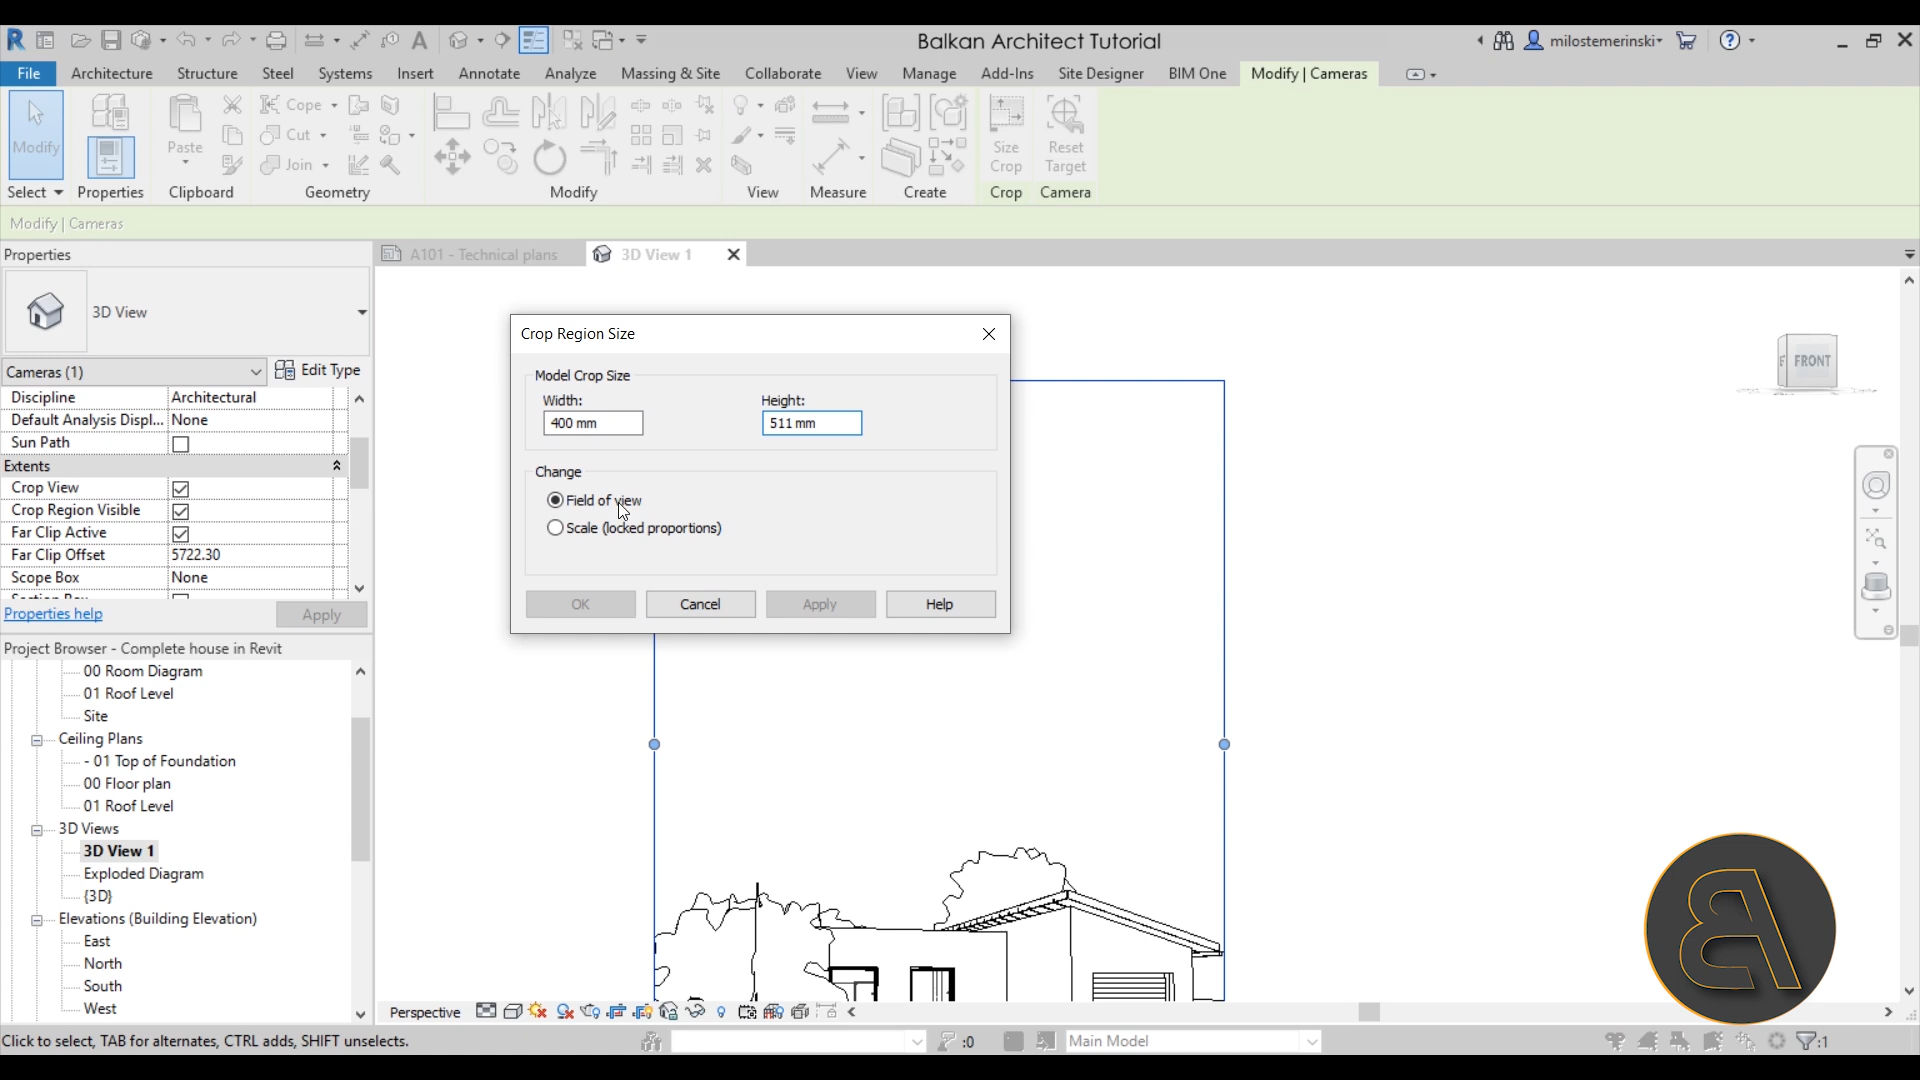 Balkan Architect Tutorial
milostemerinski
File Architecture Structure Steel Systems Insert Annotate Analyze Massing & Site Collaborate View Manage Add-Ins Site Designer BIM One Modify | Cameras
Modify
Paste
Cope
Cut
Join
Size
Crop
Reset
Target
Select Properties Clipboard Geometry Modify View Measure Create Crop Camera
Modify | Cameras
Properties
A101 - Technical plans
3D View 1
3D View
Cameras (1)
Edit Type
Discipline Architectural
Default Analysis Displ... None
Sun Path
Extents
Crop View
Crop Region Visible
Far Clip Active
Far Clip Offset 5722.30
Scope Box None
Properties help
Apply
Crop Region Size
Model Crop Size
Width: Height:
400 mm 511 mm
Change
Field of view
Scale (locked proportions)
OK Cancel Apply Help
FRONT
Project Browser - Complete house in Revit
00 Room Diagram
01 Roof Level
Site
Ceiling Plans
- 01 Top of Foundation
00 Floor plan
01 Roof Level
3D Views
3D View 1
Exploded Diagram
{3D}
Elevations (Building Elevation)
East
North
South
West
Perspective
Click to select, TAB for alternates, CTRL adds, SHIFT unselects.
:0
Main Model
:1